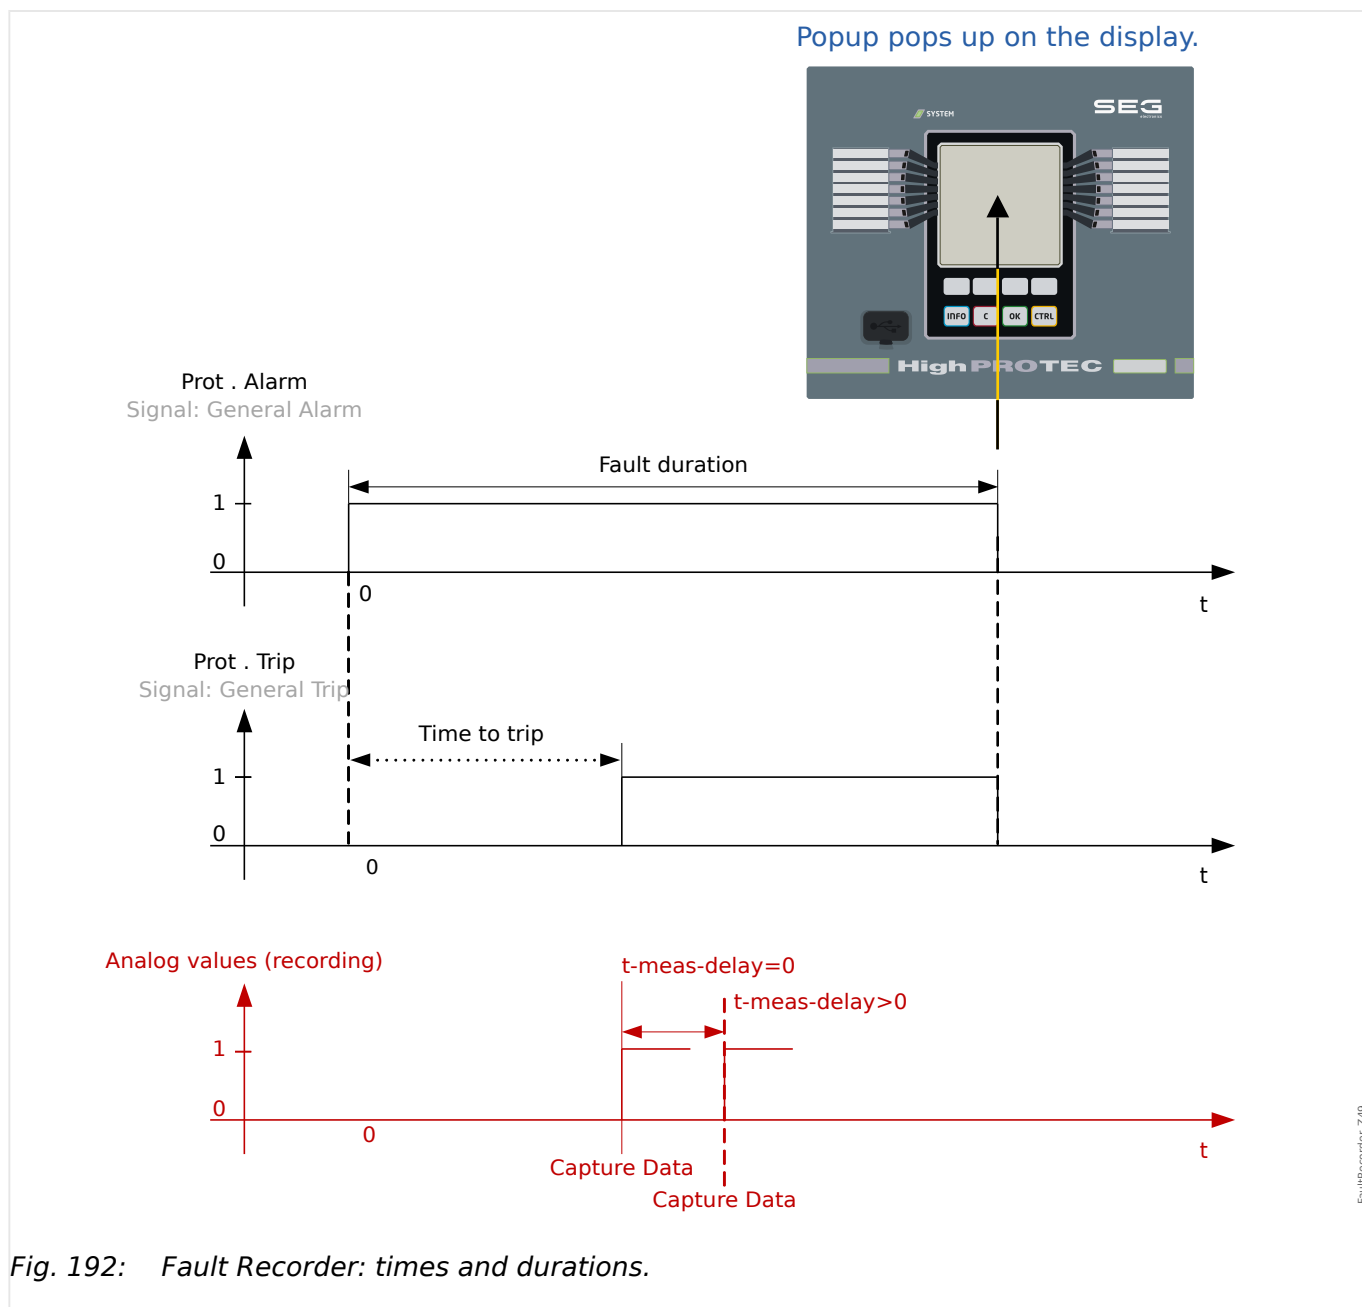 Popup pops up on the display.
SYSTEM
SEG
INFO
C
OK
CTRL
HighPROTEC
Prot . Alarm
Signal: General Alarm
Fault duration
1
0
0
t
Prot . Trip
Signal: General Trip
Time to trip
1
0
0
t
Analog values (recording)
t-meas-delay=0
t-meas-delay>0
1
0
0
t
Capture Data
Capture Data
FaultRecorder_Z49
Fig. 192: Fault Recorder: times and durations.